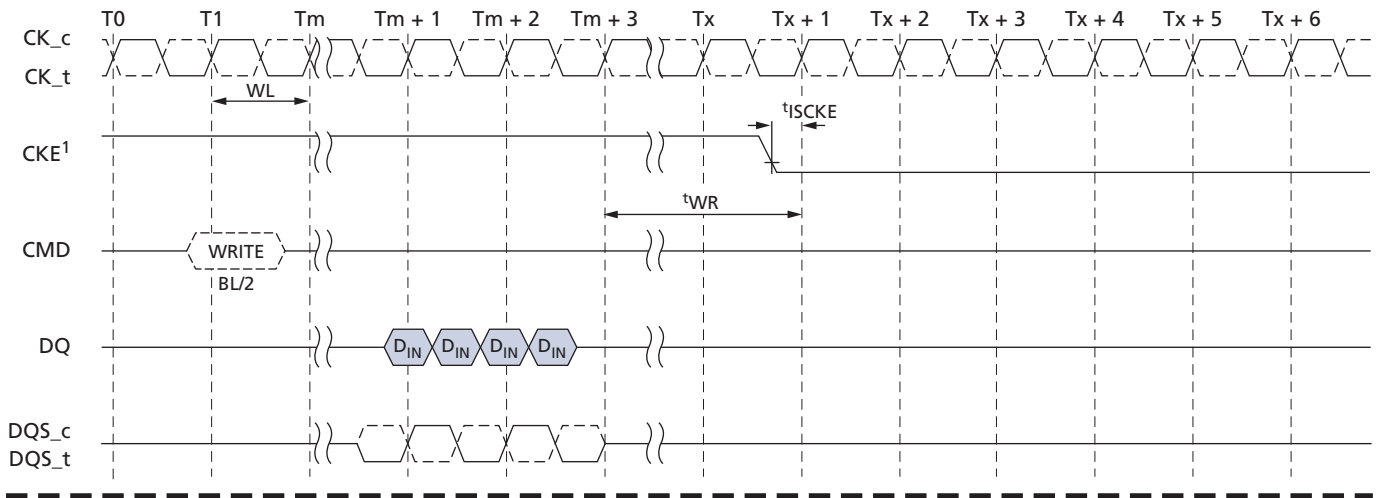 T0 T1 Tm Tm + 1 Tm + 2 Tm + 3 Tx Tx + 1 Tx + 2 Tx + 3 Tx + 4 Tx + 5 Tx + 6
CK_c
CK_t
WL
tISCKE
CKE1
tWR
CMD WRITE
BL/2
DQ DIN DIN DIN DIN
DQS_c
DQS_t